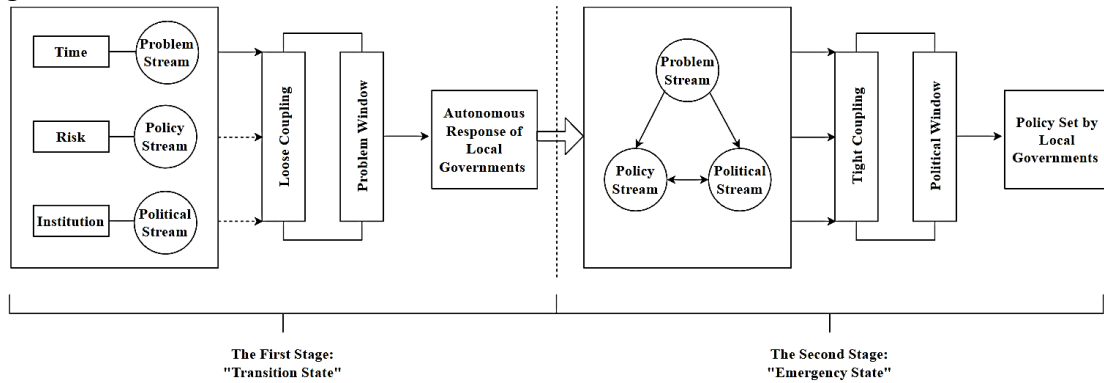 Time
Problem
Stream
Risk
Policy
Stream
Institution
Political
Stream
Loose Coupling
Problem Window
Autonomous
Response of
Local
Governments
Problem
Stream
Policy
Stream
Political
Stream
Tight Coupling
Political Window
Policy Set by
Local
Governments
The First Stage:
"Transition State"
The Second Stage:
"Emergency State"